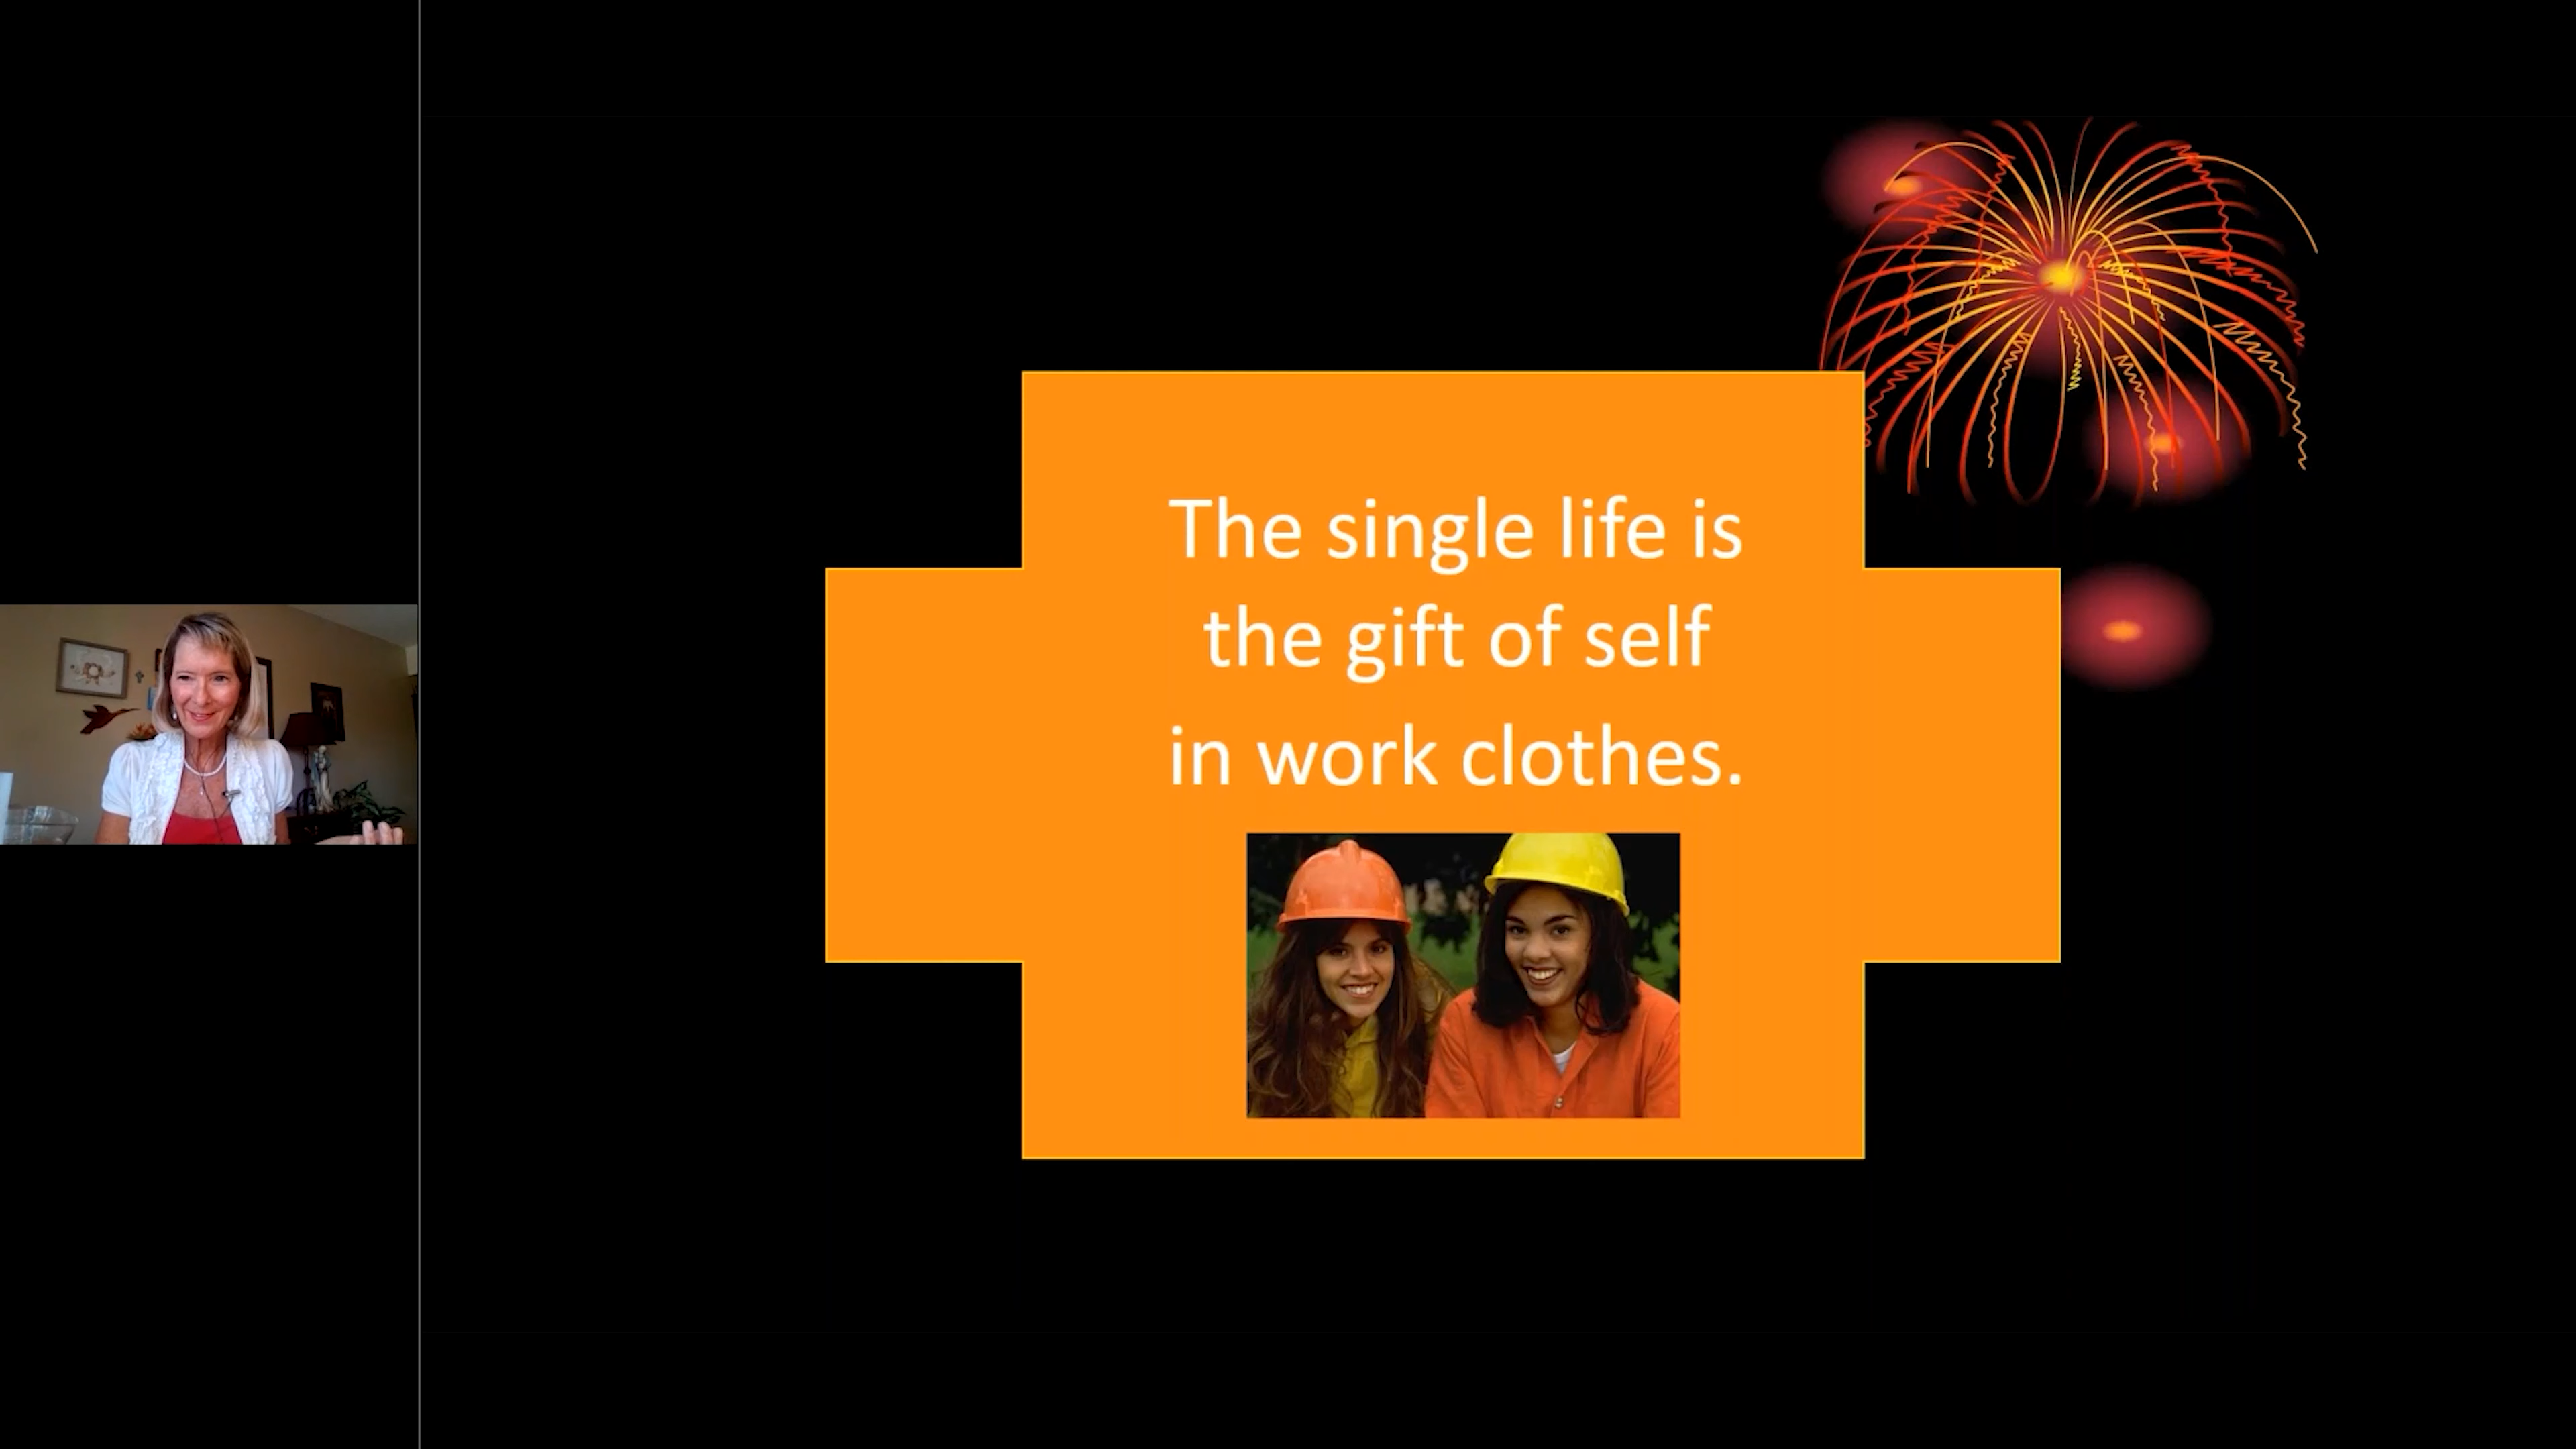 The single life is
the gift of self
in work clothes.